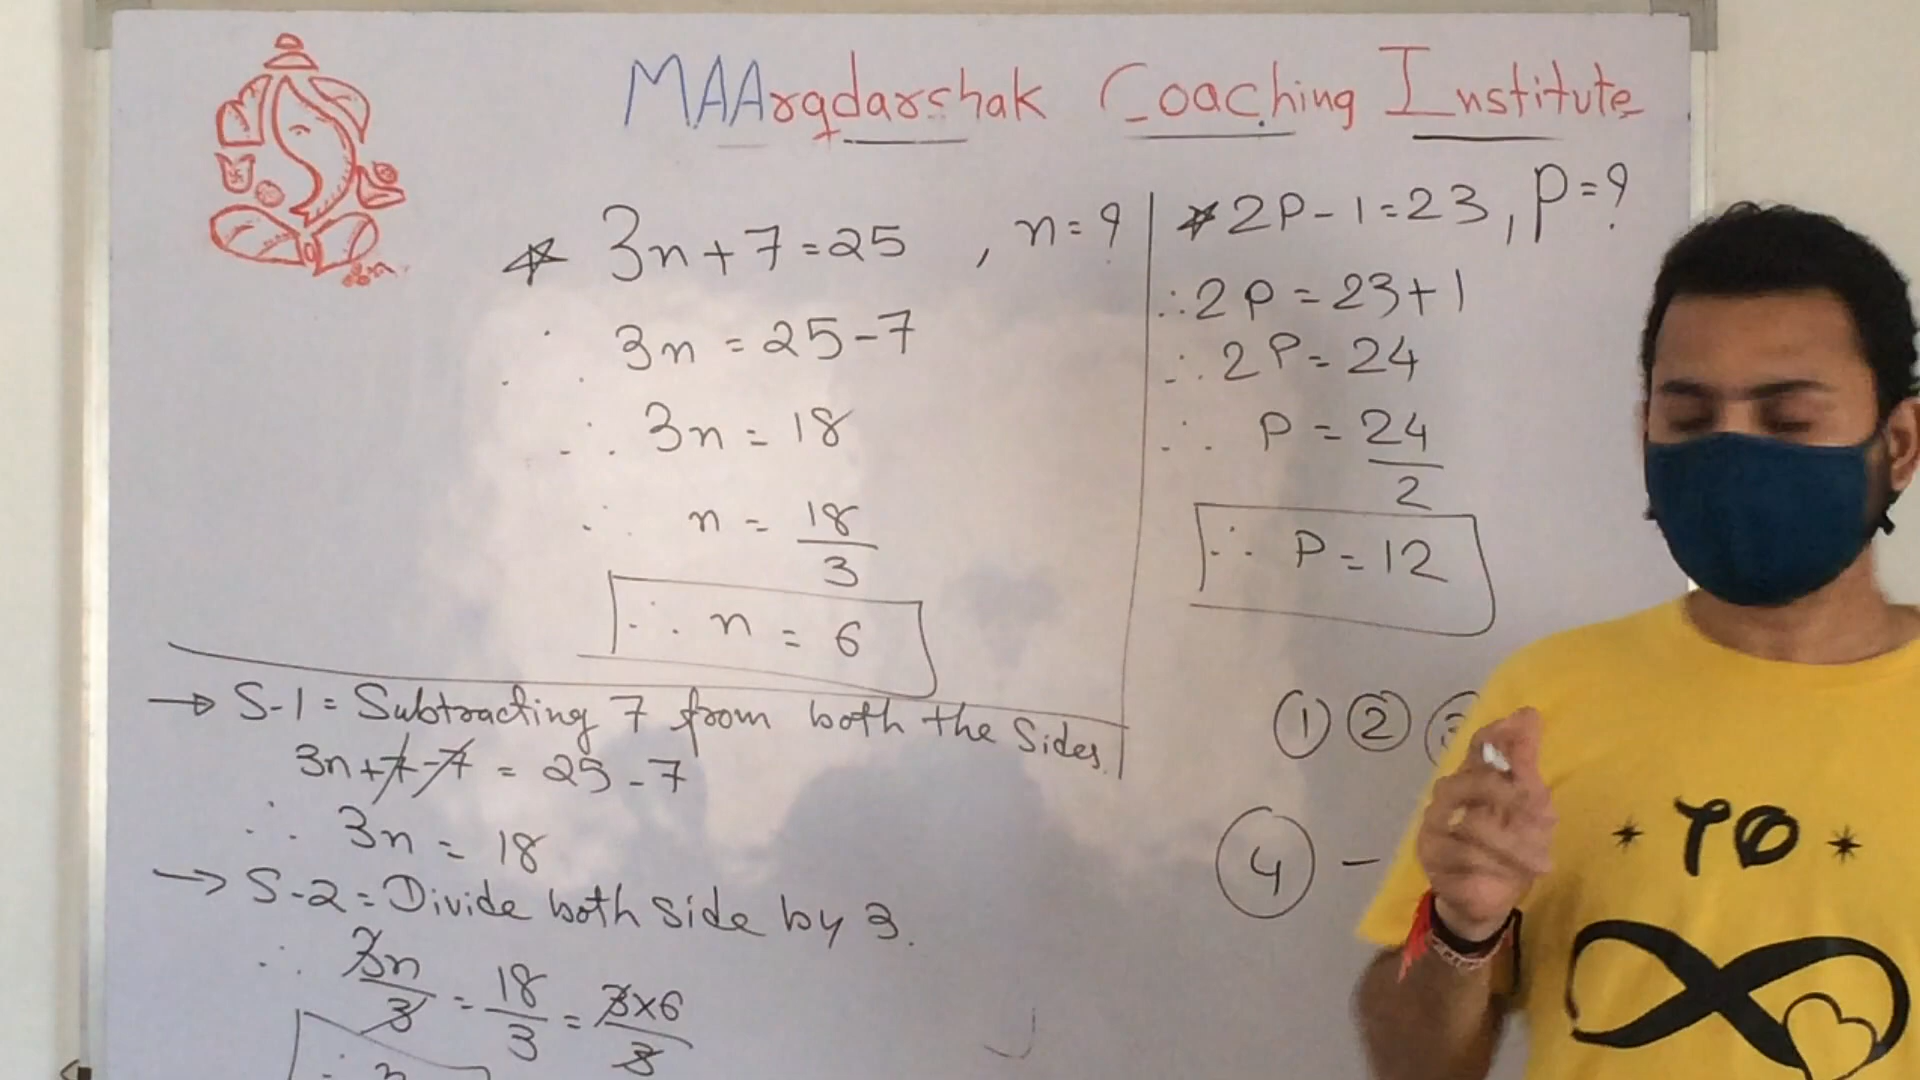 MAArgdarshak Coaching Institute
* 3n + 7 = 25 , n = ?
∴ 3n = 25 - 7
∴ 3n = 18
∴ n = 18/3
∴ n = 6
* 2P - 1 = 23, P = ?
∴ 2P = 23 + 1
∴ 2P = 24
∴ P = 24/2
∴ P = 12
→ S-1 = Subtracting 7 from both the Sides.
3n + 7 - 7 = 25 - 7
∴ 3n = 18
→ S-2 = Divide both side by 3.
∴ 3n/3 = 18/3 = 3×6/3
∴ n
① ②
④ -
TO